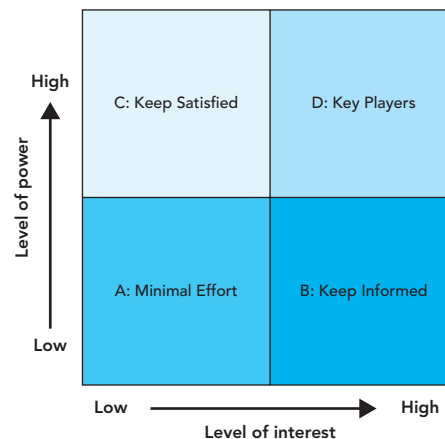 High
C: Keep Satisfied
D: Key Players
Level of power
A: Minimal Effort
B: Keep Informed
Low
Low
High
Level of interest